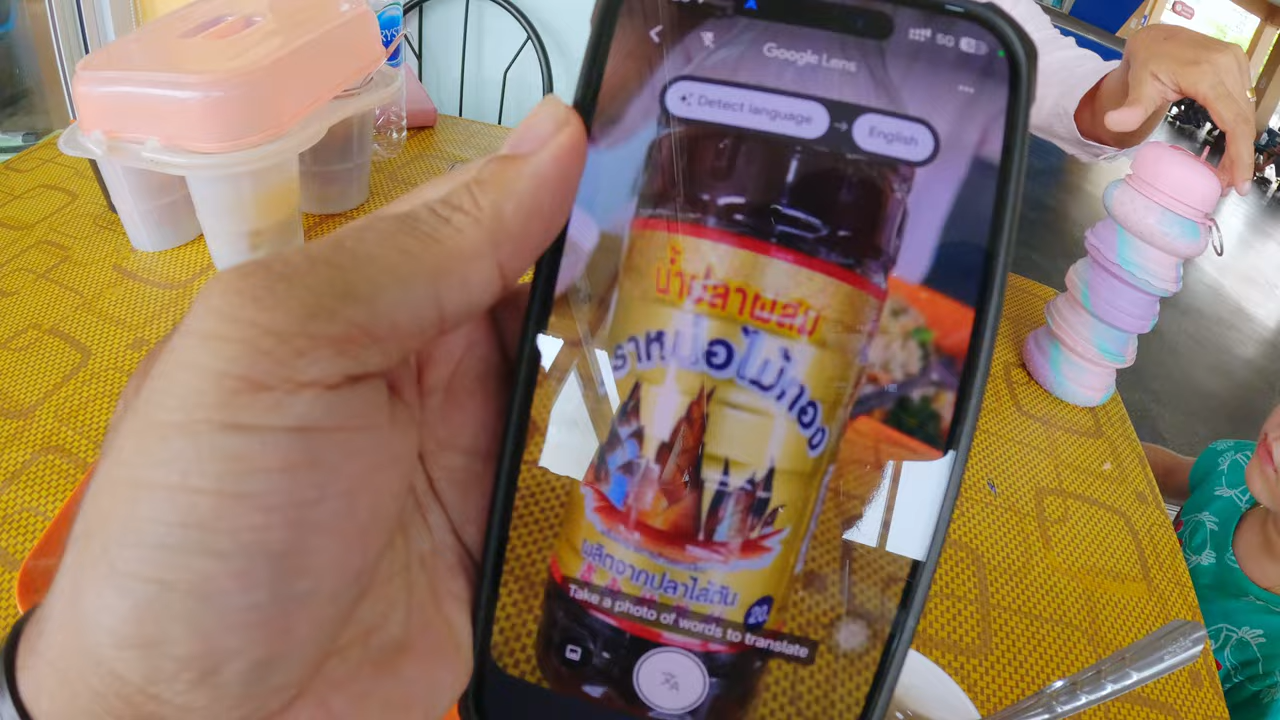 5G
Google Lens
Detect language → English
น้ำปลาผสม
ตราหน่อไม้ทอง
ผลิตจากปลาไส้ตัน
20.
Take a photo of words to translate